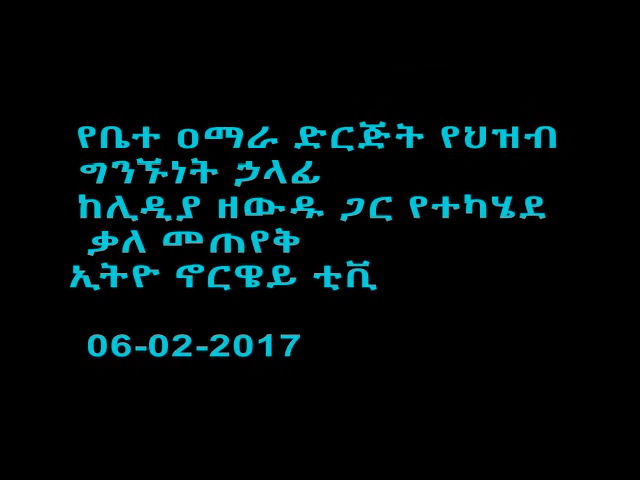 የቤተ ዐማራ ድርጅት የህዝብ
ግንኙነት ኃላፊ
ከሊዲያ ዘውዱ ጋር የተካሄደ
ቃለ መጠየቅ
ኢትዮ ኖርዌይ ቲቪ
06-02-2017